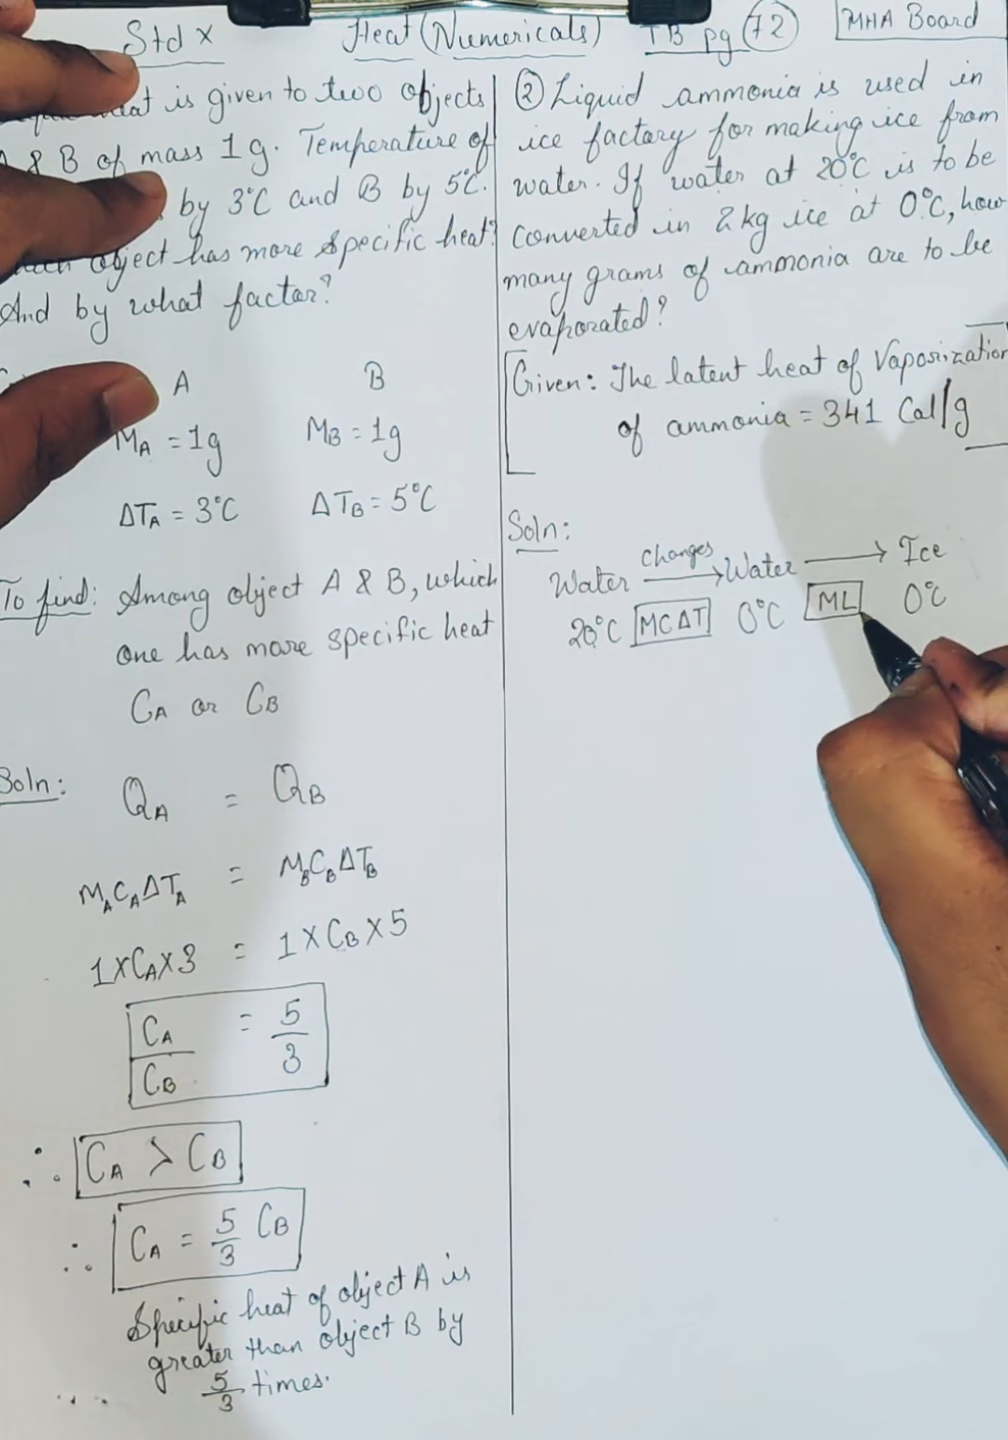 Std X Heat (Numericals) TB pg 72 MHA Board
heat is given to two objects
& B of mass 1g. Temperature of
by 3°C and B by 5°C.
object has more specific heat?
And by what factor?
A B
MA = 1g MB = 1g
ΔTA = 3°C ΔTB = 5°C
To find: Among object A & B, which
one has more specific heat
CA or CB
Soln: QA = QB
MACAΔTA = MBCBΔTB
1×CA×3 = 1×CB×5
CA/CB = 5/3
∴ CA > CB
∴ CA = 5/3 CB
Specific heat of object A is
greater than object B by
5/3 times.
② Liquid ammonia is used in
ice factory for making ice from
water. If water at 20°C is to be
converted in 2 kg ice at 0°C, how
many grams of ammonia are to be
evaporated?
Given: The latent heat of Vaporization
of ammonia = 341 Cal/g
Soln:
Water changes → Water → Ice
20°C MCΔT 0°C ML 0°C